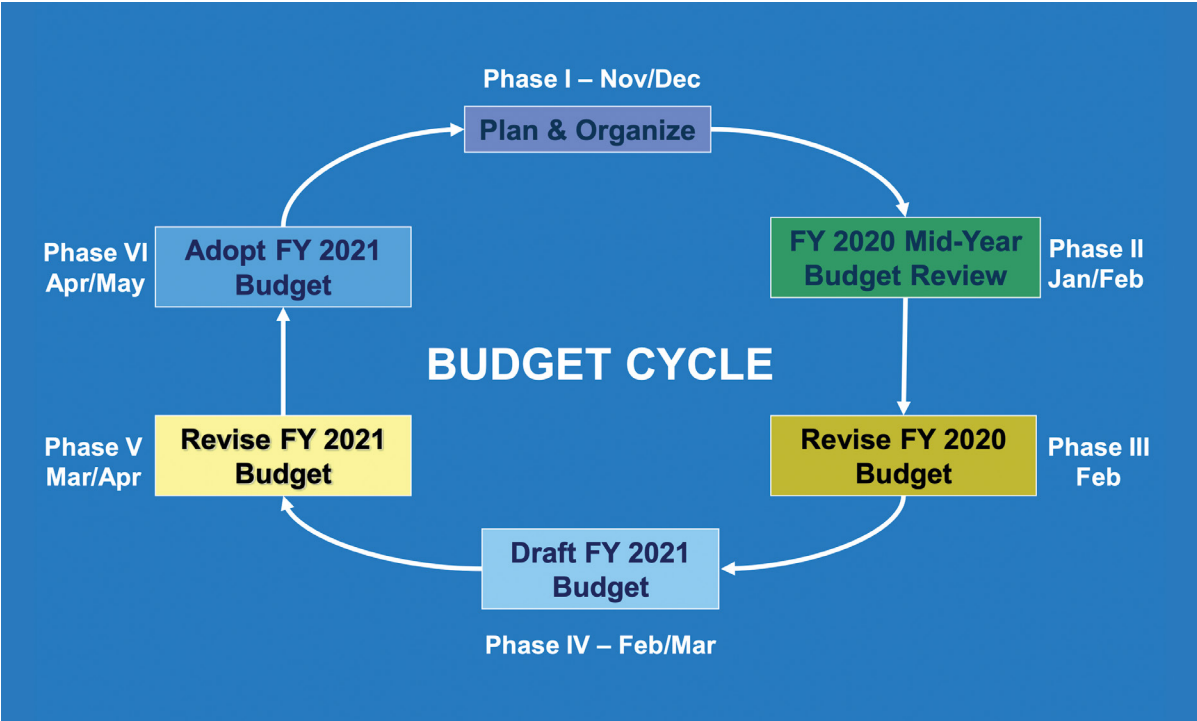 Phase I – Nov/Dec
Plan & Organize
FY 2020 Mid-Year
Budget Review
Phase II
Jan/Feb
Revise FY 2020
Budget
Phase III
Feb
Draft FY 2021
Budget
Phase IV – Feb/Mar
Revise FY 2021
Budget
Phase V
Mar/Apr
Adopt FY 2021
Budget
Phase VI
Apr/May
BUDGET CYCLE